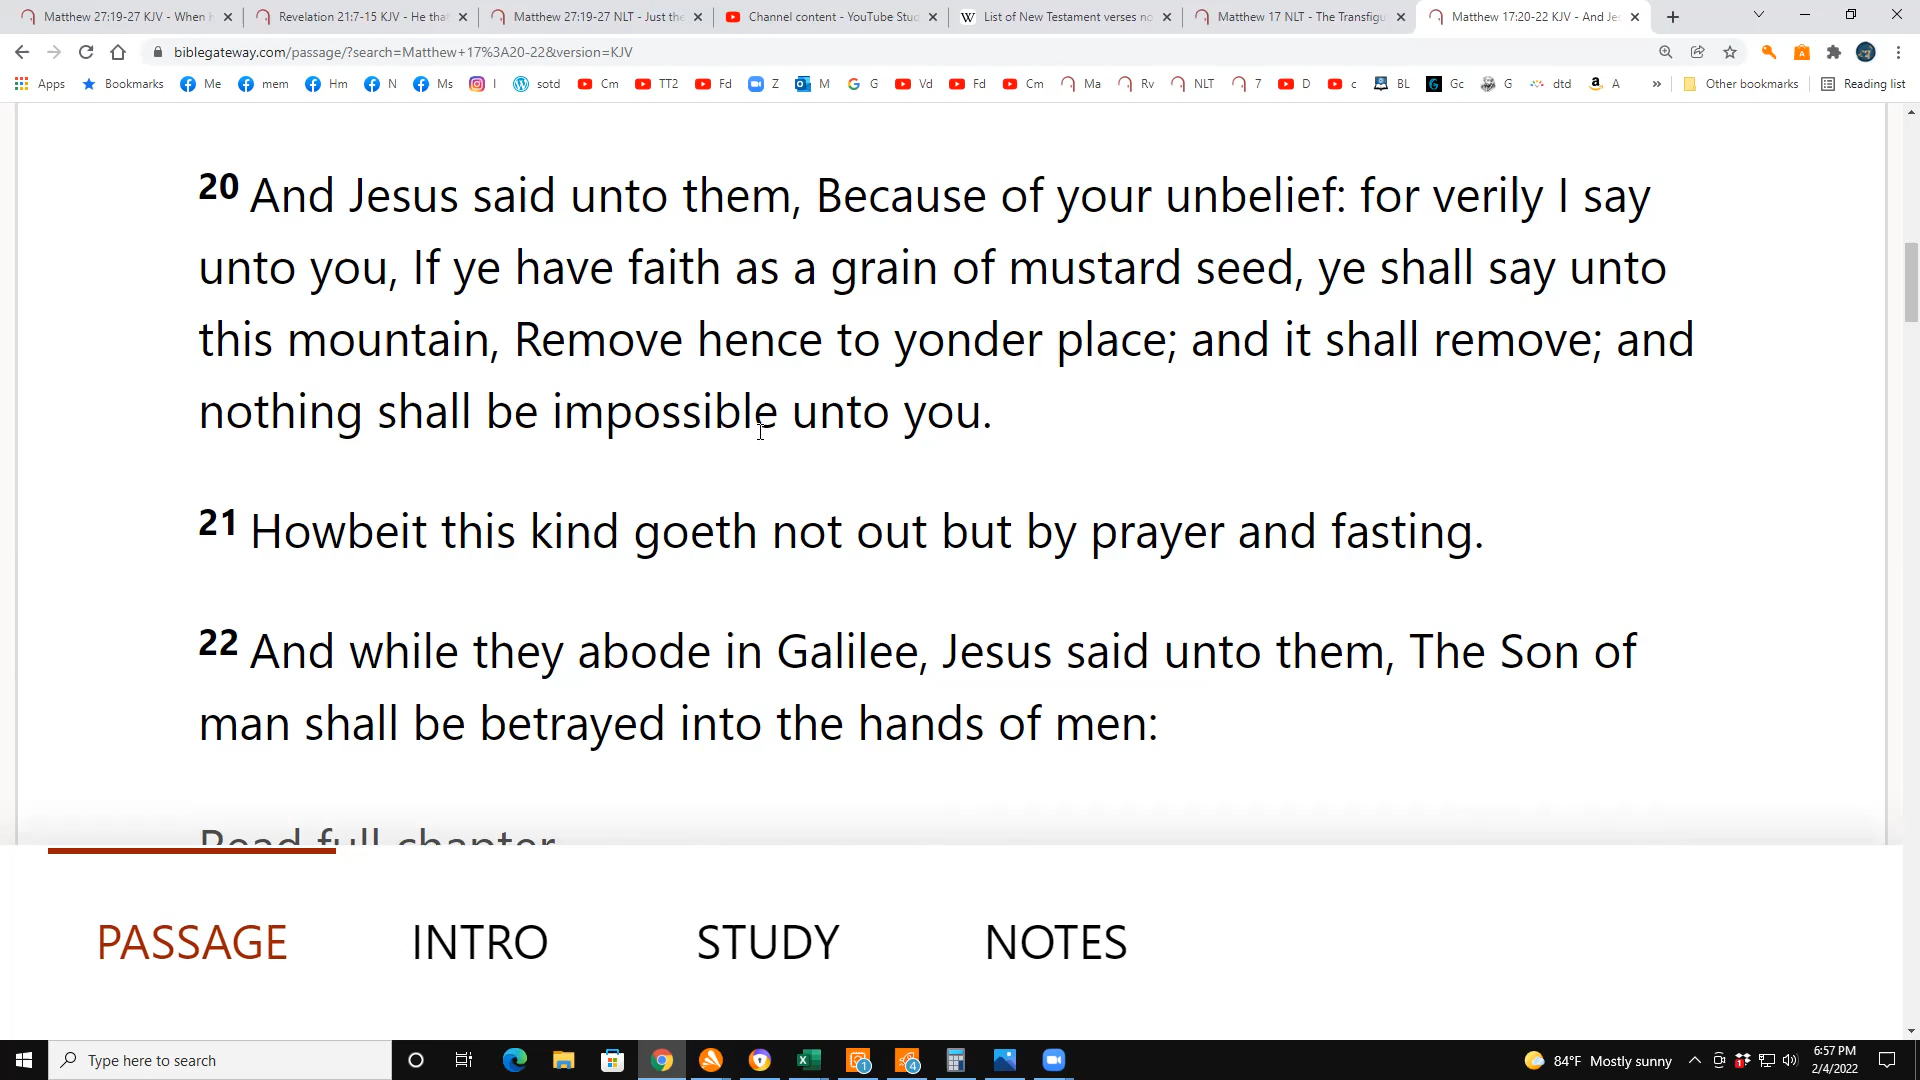 Matthew 27:19-27 KJV - When h
Revelation 21:7-15 KJV - He tha
Matthew 27:19-27 NLT - Just the
Channel content - YouTube Stud
List of New Testament verses no
Matthew 17 NLT - The Transfigu
Matthew 17:20-22 KJV - And Jes
biblegateway.com/passage/?search=Matthew+17%3A20-22&version=KJV
Apps Bookmarks Me mem Hm N Ms I sotd Cm TT2 Fd Z M G Vd Fd Cm Ma Rv NLT 7 D c BL Gc G dtd A » Other bookmarks Reading list
20 And Jesus said unto them, Because of your unbelief: for verily I say
unto you, If ye have faith as a grain of mustard seed, ye shall say unto
this mountain, Remove hence to yonder place; and it shall remove; and
nothing shall be impossible unto you.
21 Howbeit this kind goeth not out but by prayer and fasting.
22 And while they abode in Galilee, Jesus said unto them, The Son of
man shall be betrayed into the hands of men:
Read full chapter
PASSAGE INTRO STUDY NOTES
Type here to search
1
4
84°F Mostly sunny
6:57 PM
2/4/2022